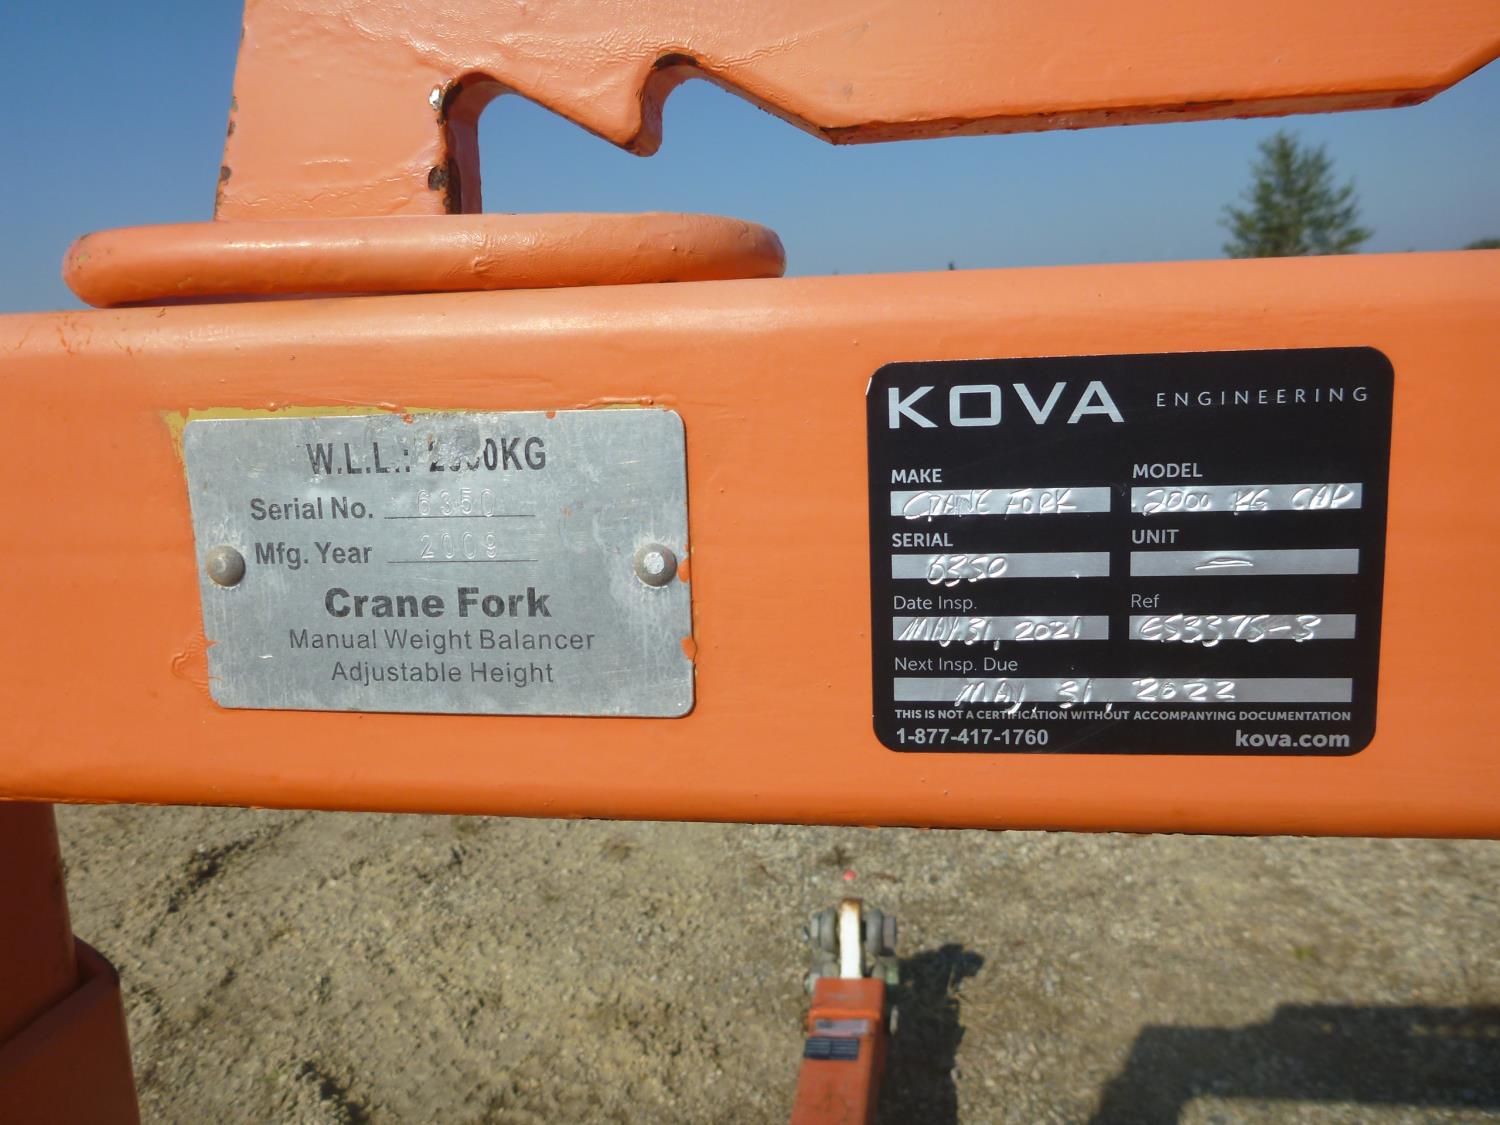 W.L.L.: 2000KG
Serial No. 6350
Mfg. Year 2009
Crane Fork
Manual Weight Balancer
Adjustable Height
KOVA ENGINEERING
MAKE MODEL
CRANE FORK 2000 KG CAP
SERIAL UNIT
6350 —
Date Insp. Ref
MAY.31, 2021 ES3375-3
Next Insp. Due
MAY. 31, 2022
THIS IS NOT A CERTIFICATION WITHOUT ACCOMPANYING DOCUMENTATION
1-877-417-1760 kova.com